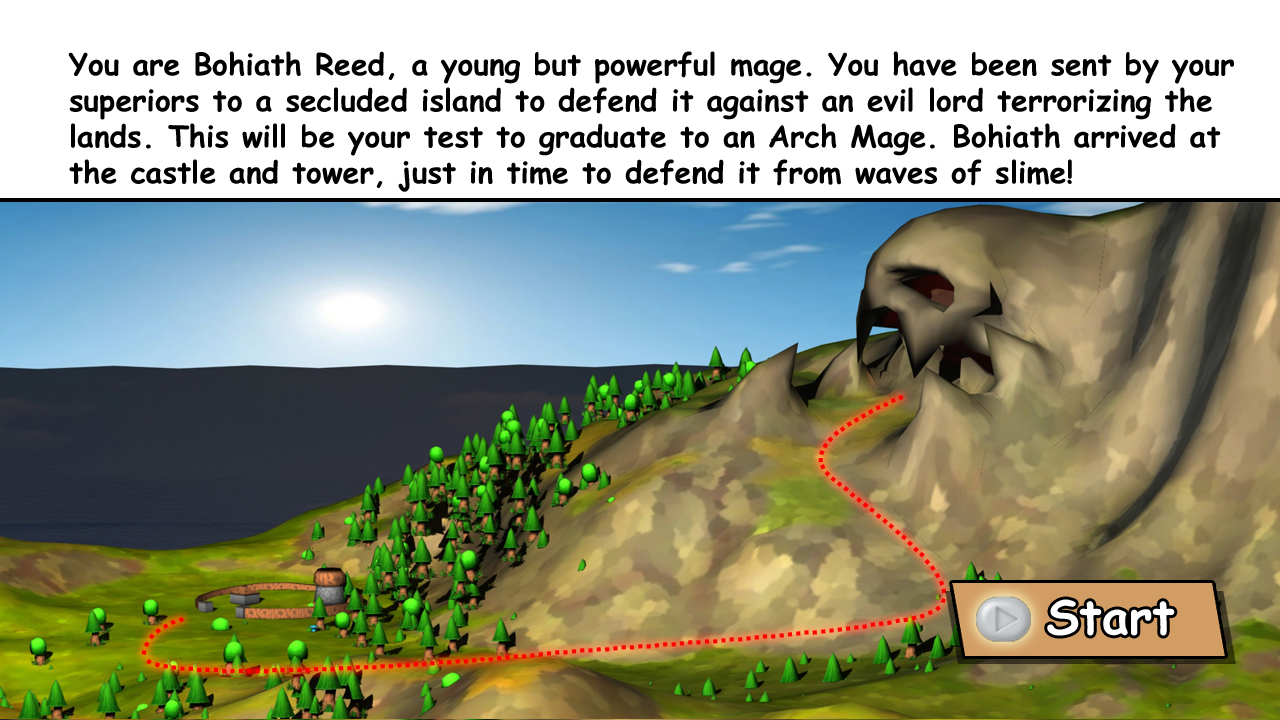 You are Bohiath Reed, a young but powerful mage. You have been sent by your
superiors to a secluded island to defend it against an evil lord terrorizing the
lands. This will be your test to graduate to an Arch Mage. Bohiath arrived at
the castle and tower, just in time to defend it from waves of slime!
Start